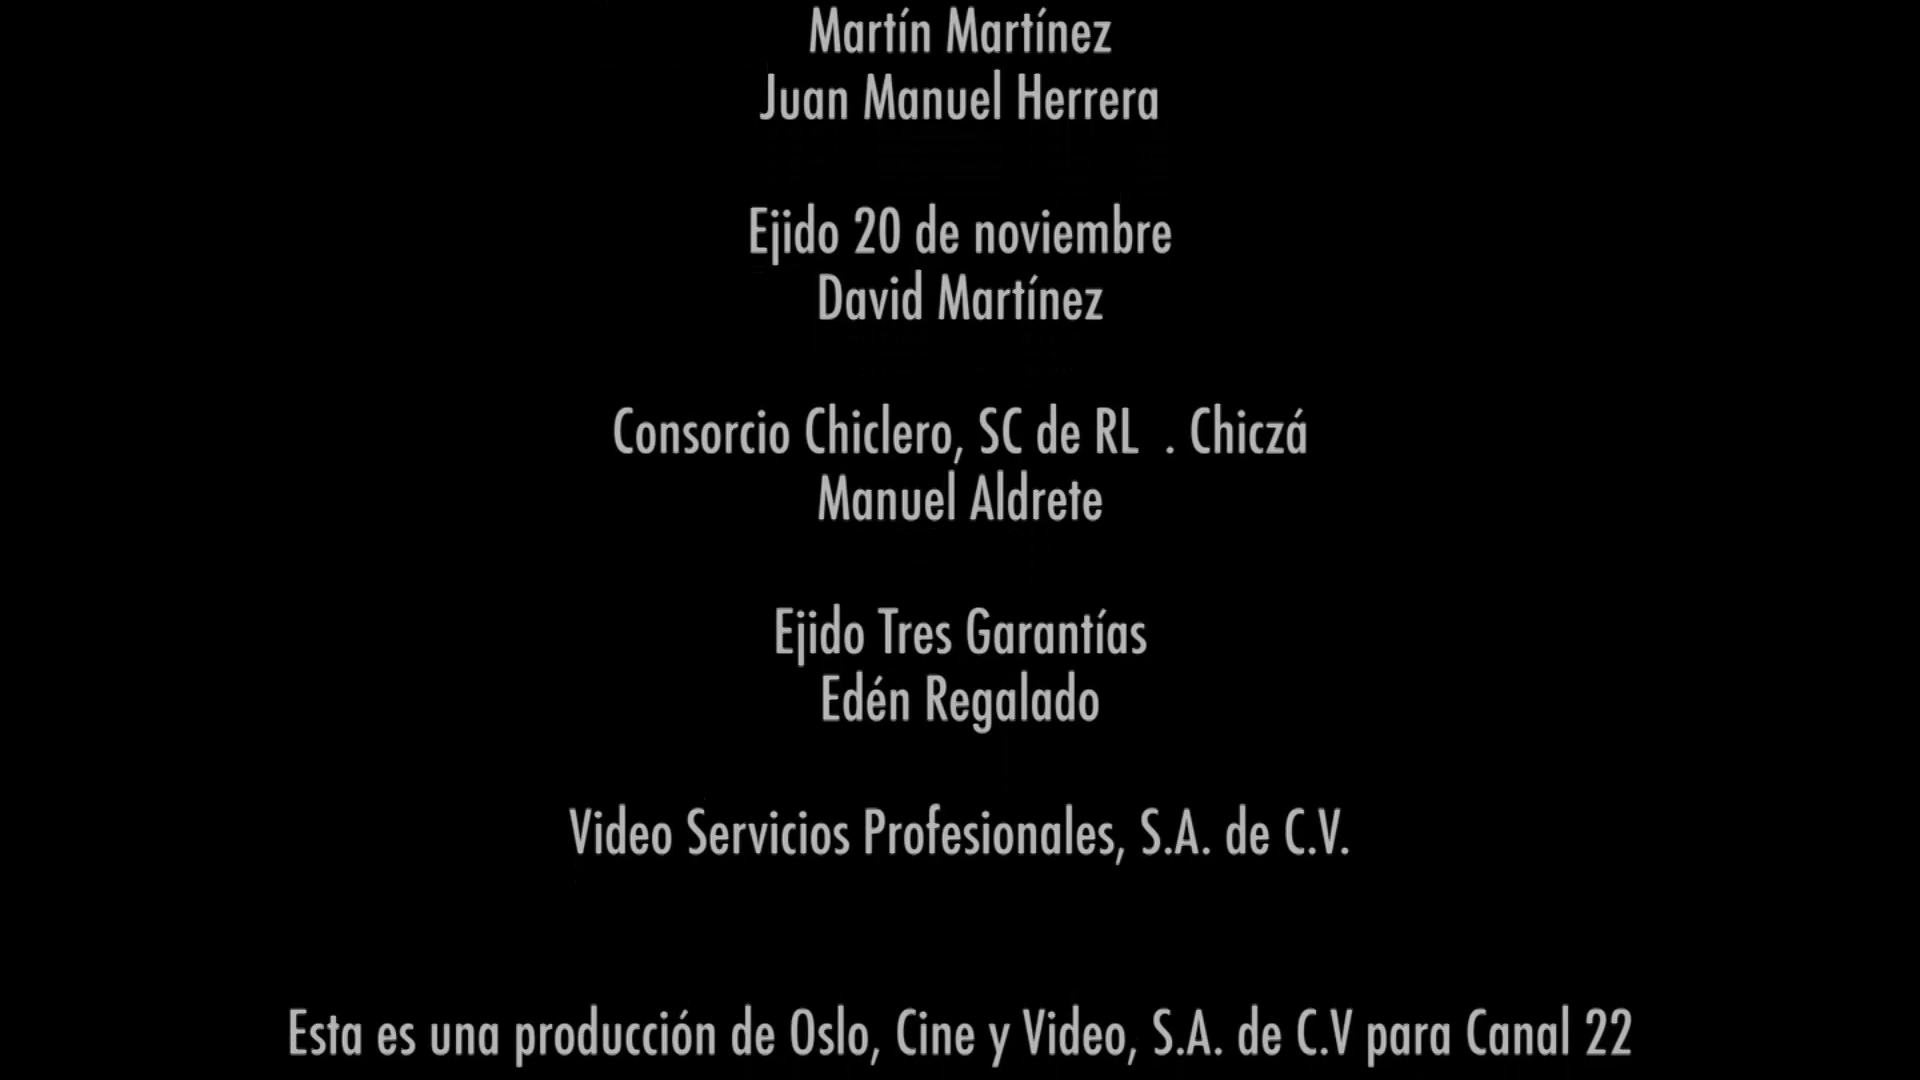 Martín Martínez
Juan Manuel Herrera
Ejido 20 de noviembre
David Martínez
Consorcio Chiclero, SC de RL . Chiczá
Manuel Aldrete
Ejido Tres Garantías
Edén Regalado
Video Servicios Profesionales, S.A. de C.V.
Esta es una producción de Oslo, Cine y Video, S.A. de C.V para Canal 22